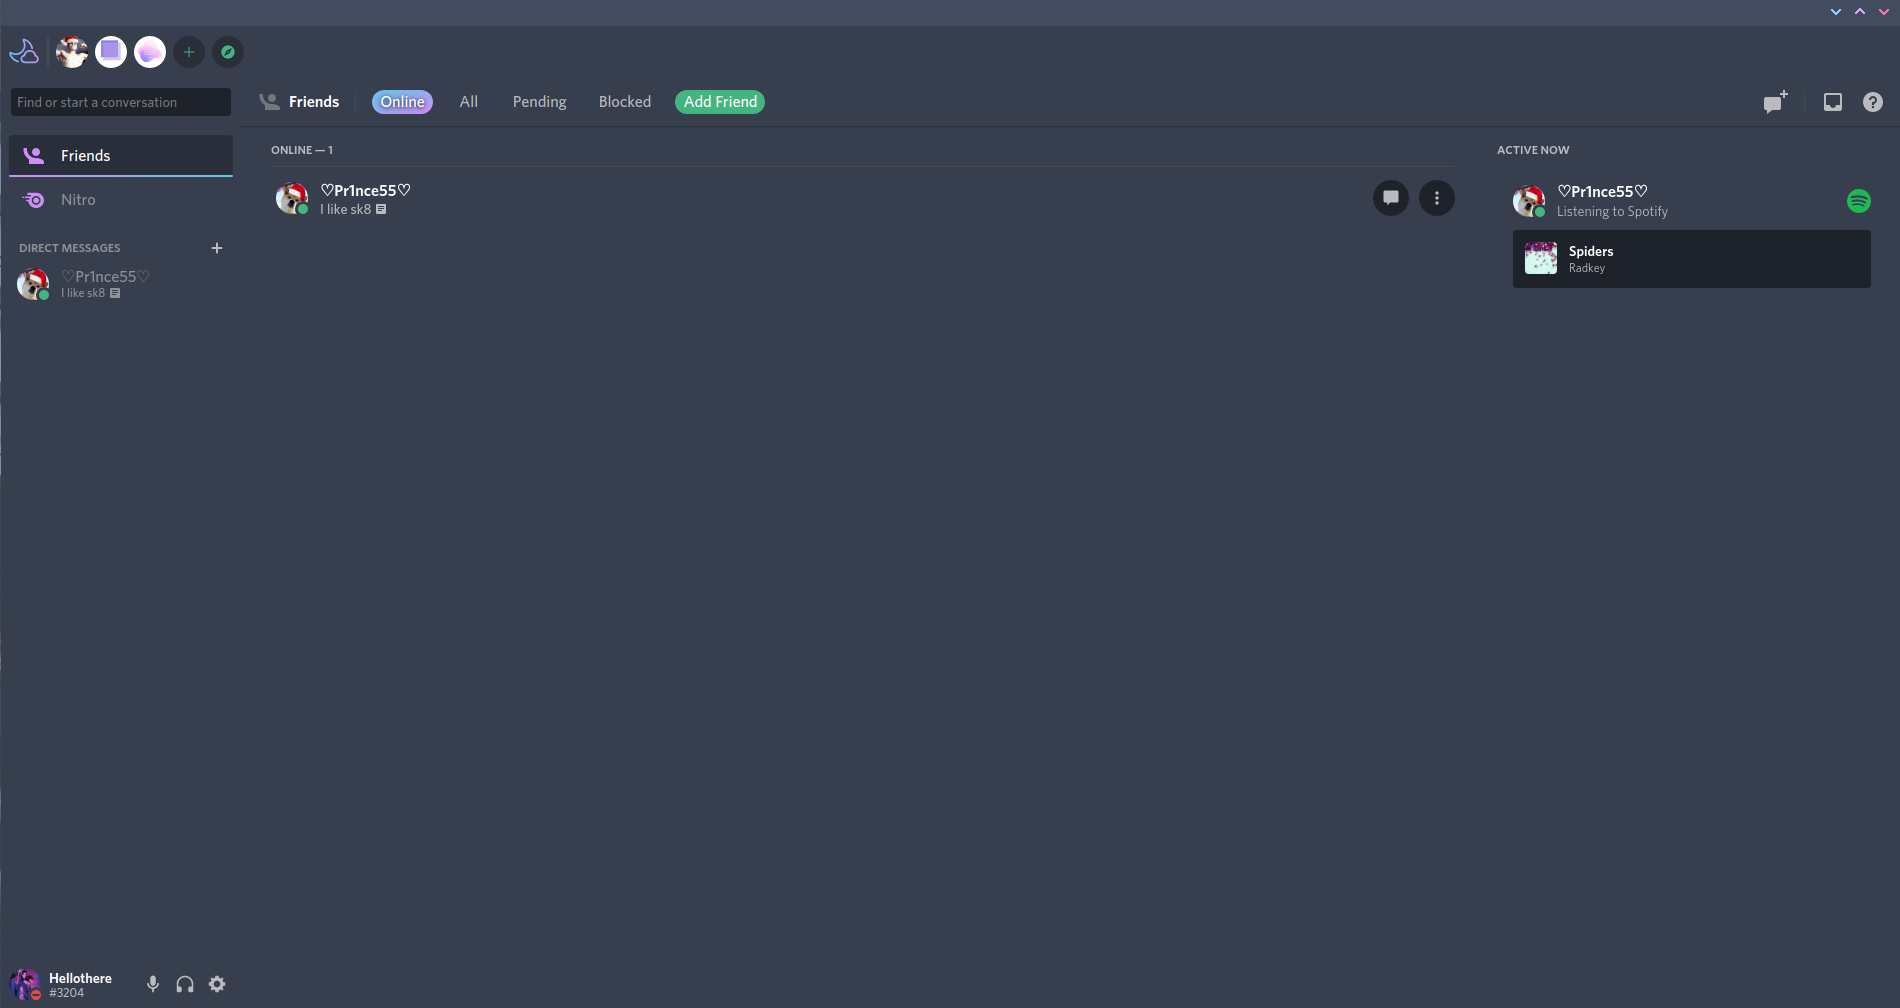 Find or start a conversation
Friends
Online
All
Pending
Blocked
Add Friend
Friends
Nitro
DIRECT MESSAGES
♡Pr1nce55♡
I like sk8
ONLINE — 1
♡Pr1nce55♡
I like sk8
ACTIVE NOW
♡Pr1nce55♡
Listening to Spotify
Spiders
Radkey
Hellothere
#3204